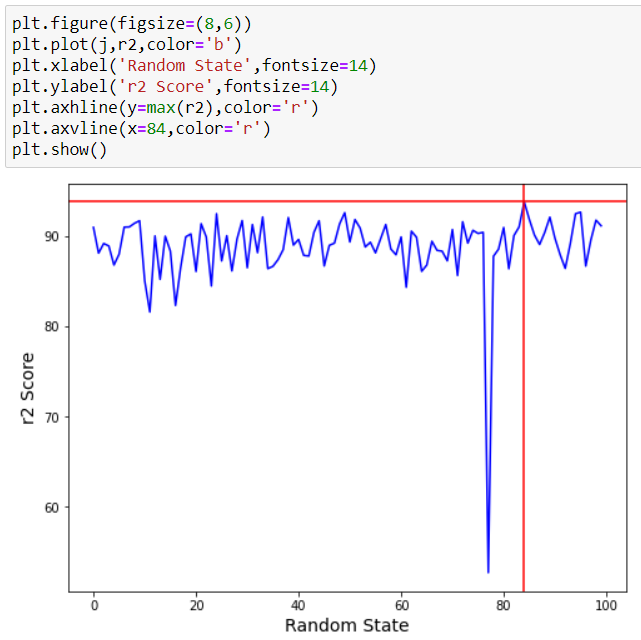 plt.figure(figsize=(8,6))
plt.plot(j,r2,color='b')
plt.xlabel('Random State',fontsize=14)
plt.ylabel('r2 Score',fontsize=14)
plt.axhline(y=max(r2),color='r')
plt.axvline(x=84,color='r')
plt.show()
90
80
70
60
r2 Score
0 20 40 60 80 100
Random State